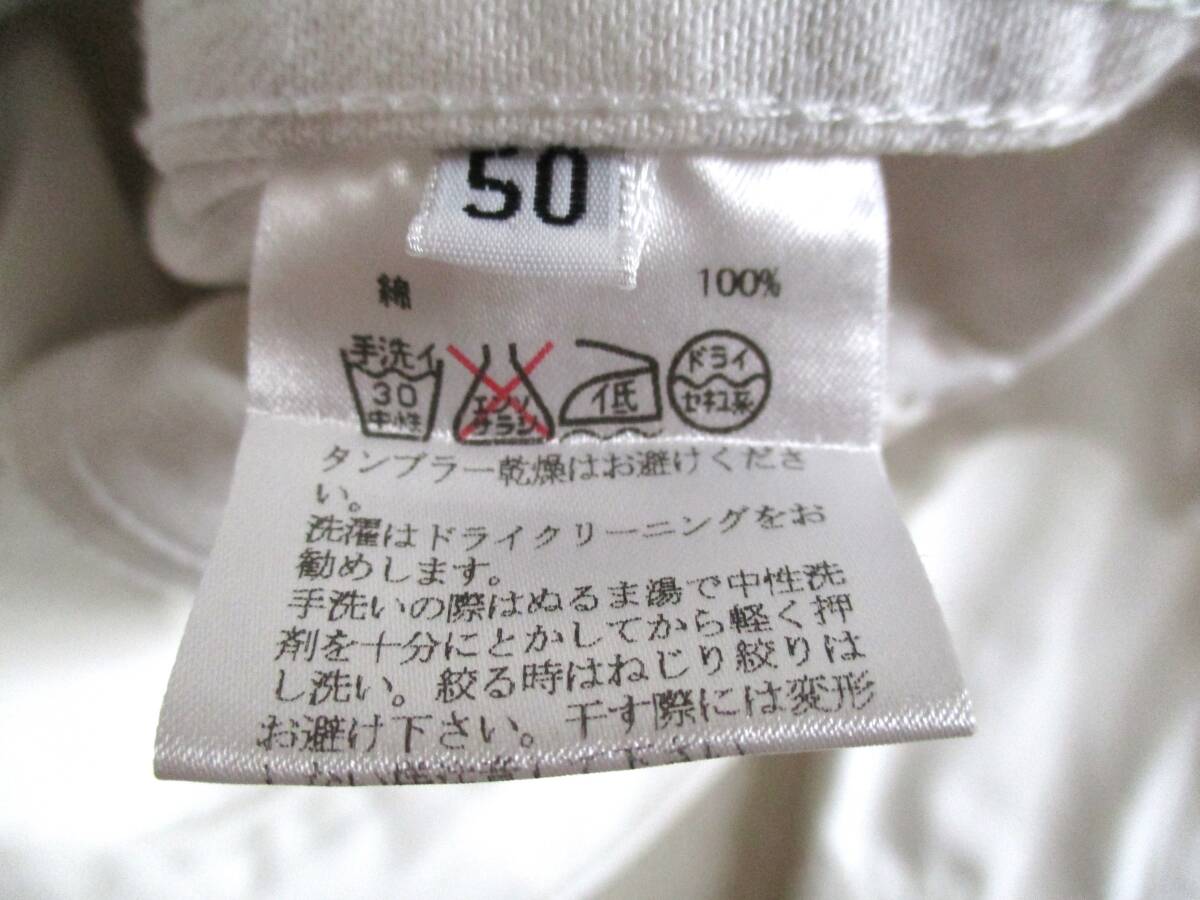 50
綿 100%
手洗イ
30
中性
エンソ
サラシ
低
ドライ
セキユ系
タンブラー乾燥はお避けくださ
い。
洗濯はドライクリーニングをお
勧めします。
手洗いの際はぬるま湯で中性洗
剤を十分にとかしてから軽く押
し洗い。絞る時はねじり絞りは
お避け下さい。干す際には変形